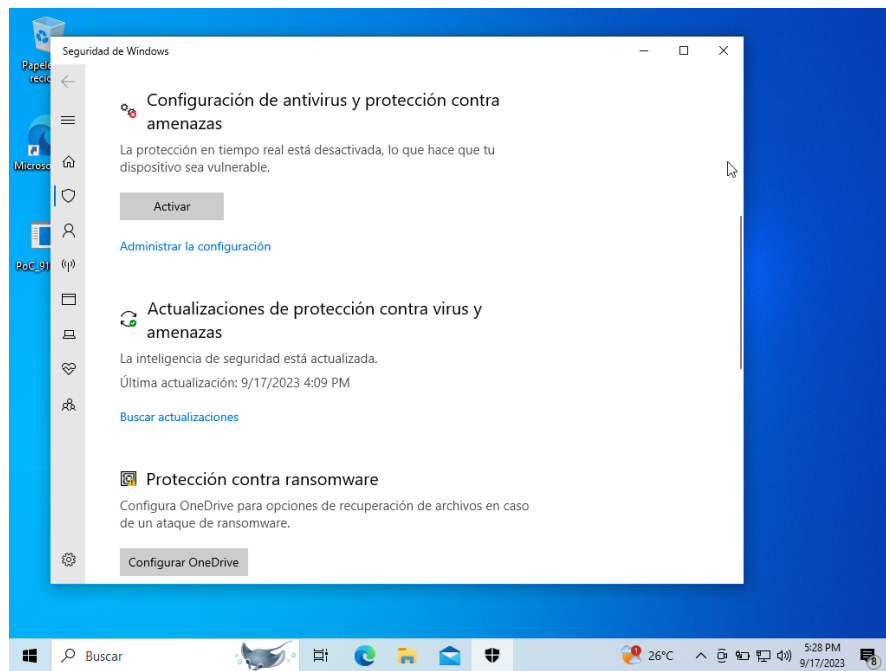 Seguridad de Windows
Configuración de antivirus y protección contra
amenazas
La protección en tiempo real está desactivada, lo que hace que tu
dispositivo sea vulnerable.
Activar
Administrar la configuración
Actualizaciones de protección contra virus y
amenazas
La inteligencia de seguridad está actualizada.
Última actualización: 9/17/2023 4:09 PM
Buscar actualizaciones
Protección contra ransomware
Configura OneDrive para opciones de recuperación de archivos en caso
de un ataque de ransomware.
Configurar OneDrive
Buscar
26°C
5:28 PM
9/17/2023